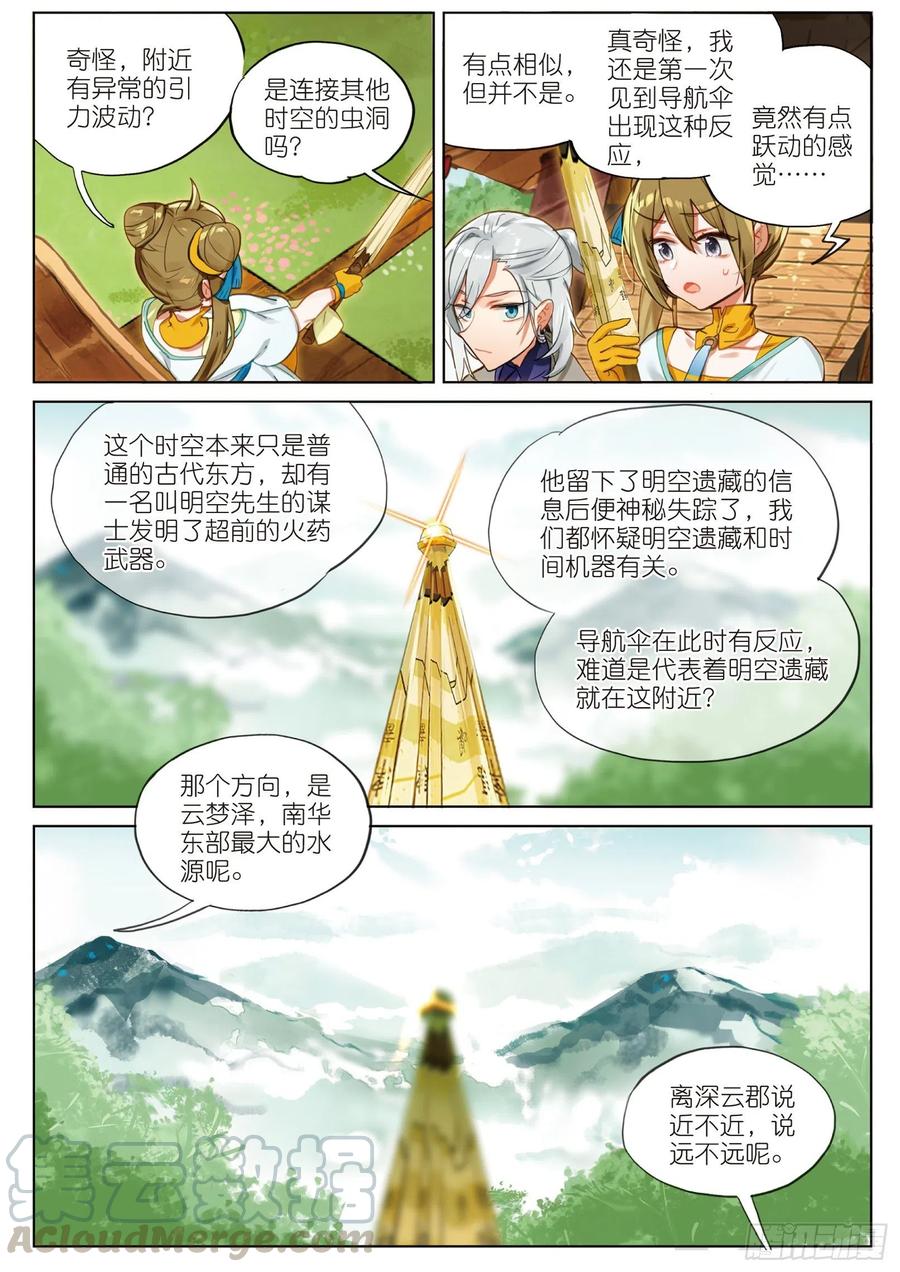 奇怪，附近
有异常的引
力波动？
是连接其他
时空的虫洞
吗？
有点相似，
但并不是。
真奇怪，我
还是第一次
见到导航伞
出现这种反
应，
竟然有点
跃动的感
觉……
这个时空本来只是普
通的古代东方，却有
一名叫明空先生的谋
士发明了超前的火药
武器。
他留下了明空遗藏的信
息后便神秘失踪了，我
们都怀疑明空遗藏和时
间机器有关。
导航伞在此时有反应，
难道是代表着明空遗藏
就在这附近？
那个方向，是
云梦泽，南华
东部最大的水
源呢。
离深云郡说
近不近，说
远不远呢。
集云数据
AcloudMerge.com
腾讯动漫